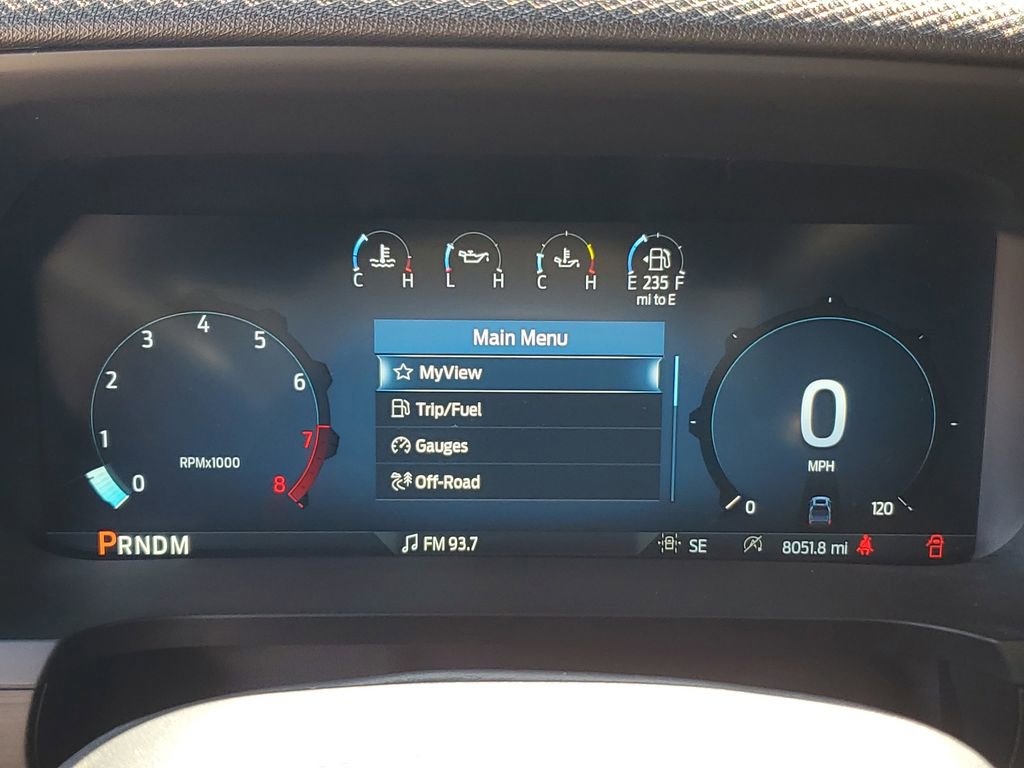 C H
L H
C H
E 235 F
mi to E
Main Menu
MyView
Trip/Fuel
Gauges
Off-Road
0
1
2
3
4
5
6
7
8
RPMx1000
0
MPH
0
120
PRNDM
FM 93.7
SE
8051.8 mi